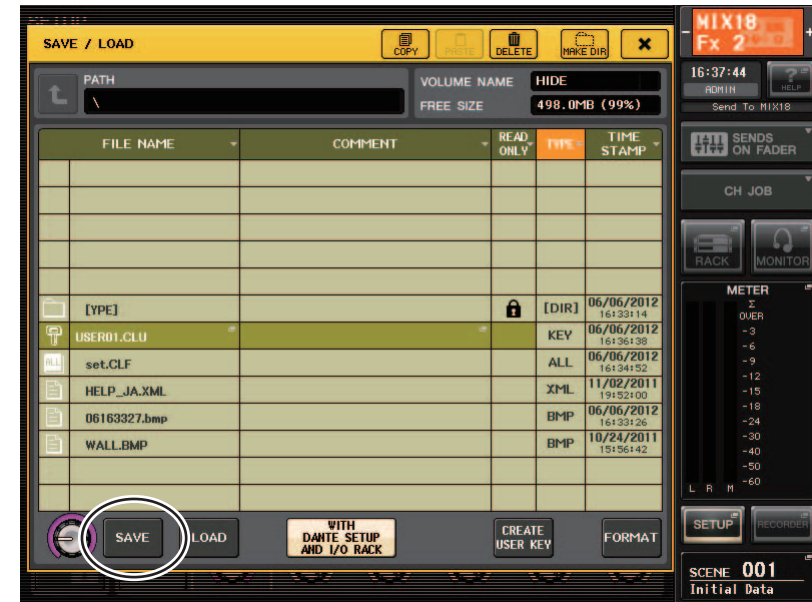 SAVE / LOAD
COPY
PASTE
DELETE
MAKE DIR
PATH
\
VOLUME NAME HIDE
FREE SIZE 498.0MB (99%)
FILE NAME COMMENT READ ONLY TYPE TIME STAMP
[YPE] [DIR] 06/06/2012 16:33:14
USER01.CLU KEY 06/06/2012 16:36:38
ALL set.CLF ALL 06/06/2012 16:34:52
HELP_JA.XML XML 11/02/2011 19:52:00
06163327.bmp BMP 06/06/2012 16:33:26
WALL.BMP BMP 10/24/2011 15:56:42
SAVE
LOAD
WITH
DANTE SETUP
AND I/O RACK
CREATE
USER KEY
FORMAT
- MIX18 +
Fx 2
16:37:44
ADMIN
?
HELP
Send To MIX18
SENDS
ON FADER
CH JOB
RACK
MONITOR
METER
Σ
OVER
-3
-6
-9
-12
-15
-18
-24
-30
-40
-50
-60
L R M
SETUP
RECORDER
SCENE 001
Initial Data